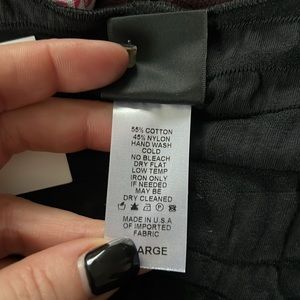 55% COTTON
45% NYLON
HAND WASH
COLD
NO BLEACH
DRY FLAT
LOW TEMP
IRON ONLY
IF NEEDED
MAY BE
DRY CLEANED
MADE IN U.S.A
OF IMPORTED
FABRIC
ARGE